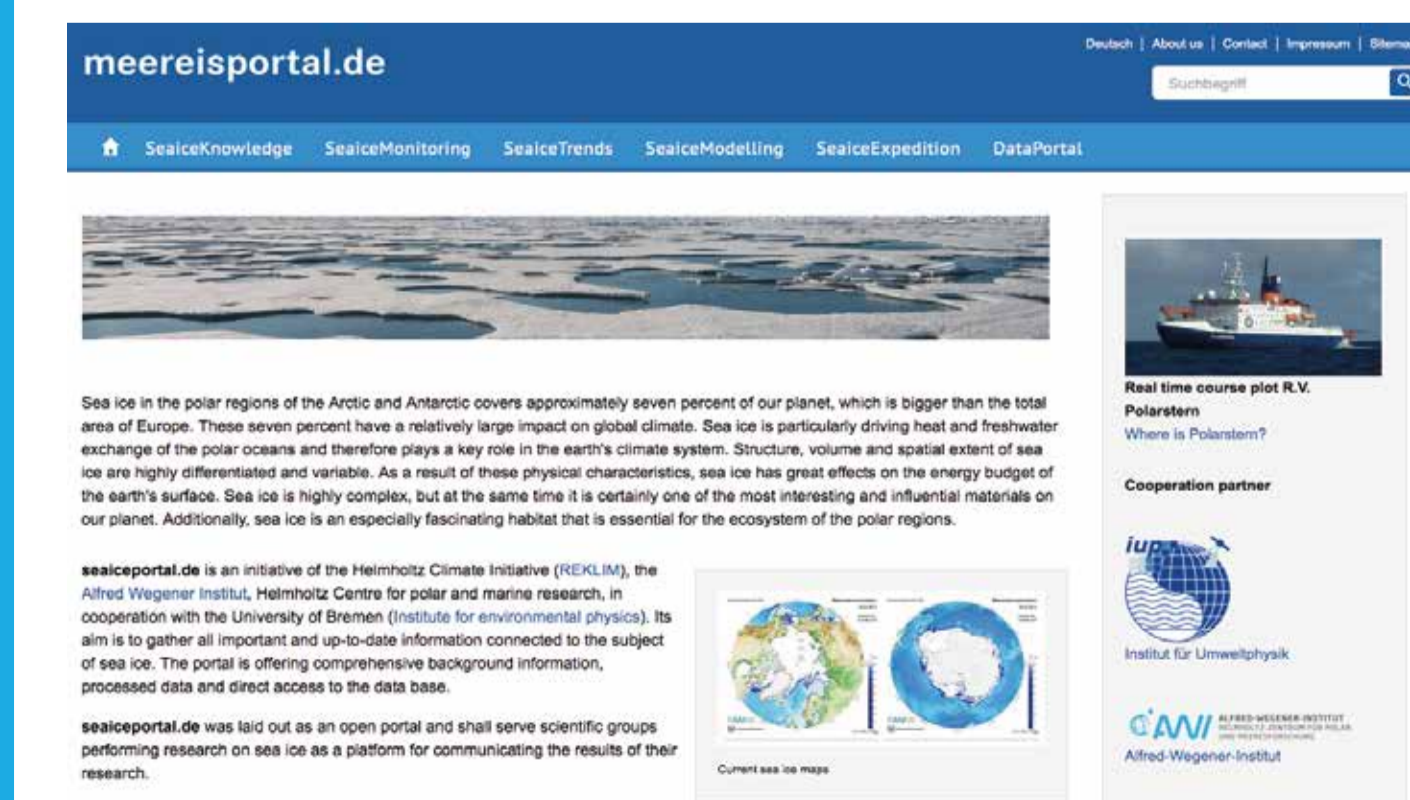 meereisportal.de
Deutsch | About us | Contact | Impressum |
Suchbegriff
SeaiceKnowledge SeaiceMonitoring SeaiceTrends SeaiceModelling SeaiceExpedition DataPortal
Sea ice in the polar regions of the Arctic and Antarctic covers approximately seven percent of our planet, which is bigger than the total
area of Europe. These seven percent have a relatively large impact on global climate. Sea ice is particularly driving heat and freshwater
exchange of the polar oceans and therefore plays a key role in the earth's climate system. Structure, volume and spatial extent of sea
ice are highly differentiated and variable. As a result of these physical characteristics, sea ice has great effects on the energy budget of
the earth's surface. Sea ice is highly complex, but at the same time it is certainly one of the most interesting and influential materials on
our planet. Additionally, sea ice is an especially fascinating habitat that is essential for the ecosystem of the polar regions.
seaiceportal.de is an initiative of the Helmholtz Climate Initiative (REKLIM), the
Alfred Wegener Institut, Helmholtz Centre for polar and marine research, in
cooperation with the University of Bremen (Institute for environmental physics). Its
aim is to gather all important and up-to-date information connected to the subject
of sea ice. The portal is offering comprehensive background information,
processed data and direct access to the data base.
seaiceportal.de was laid out as an open portal and shall serve scientific groups
performing research on sea ice as a platform for communicating the results of their
research.
Current sea ice maps
Real time course plot R.V.
Polarstern
Where is Polarstern?
Cooperation partner
iup
Institut für Umweltphysik
AWI
ALFRED-WEGENER-INSTITUT
HELMHOLTZ-ZENTRUM FÜR POLAR-
UND MEERESFORSCHUNG
Alfred-Wegener-Institut